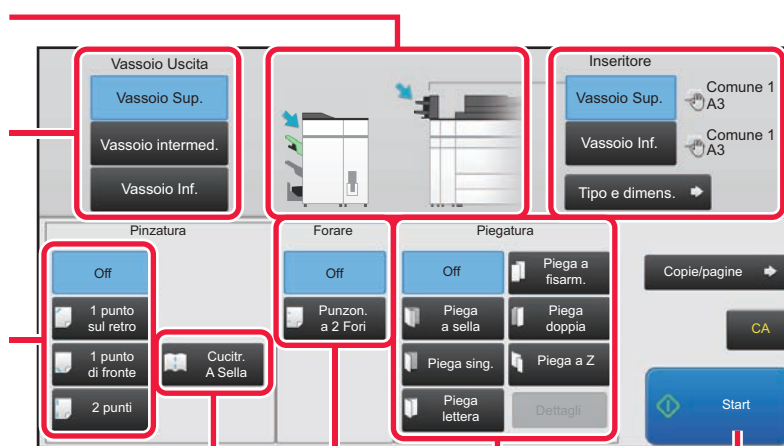 Vassoio Uscita
Vassoio Sup.
Vassoio intermed.
Vassoio Inf.
Inseritore
Vassoio Sup.
Comune 1
A3
Vassoio Inf.
Comune 1
A3
Tipo e dimens.
Pinzatura
Off
1 punto
sul retro
1 punto
di fronte
2 punti
Cucitr.
A Sella
Forare
Off
Punzon.
a 2 Fori
Piegatura
Off
Piega a
fisarm.
Piega
a sella
Piega
doppia
Piega sing.
Piega a Z
Piega
lettera
Dettagli
Copie/pagine
CA
Start